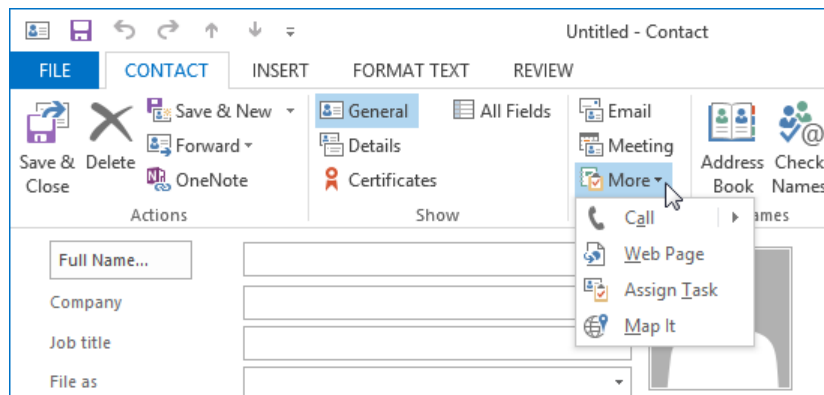 Untitled - Contact
FILE CONTACT INSERT FORMAT TEXT REVIEW
Save & Close
Delete
Save & New
Forward
OneNote
Actions
General
All Fields
Details
Certificates
Show
Email
Meeting
More
Address Book
Check Names
ames
Call
Web Page
Assign Task
Map It
Full Name...
Company
Job title
File as